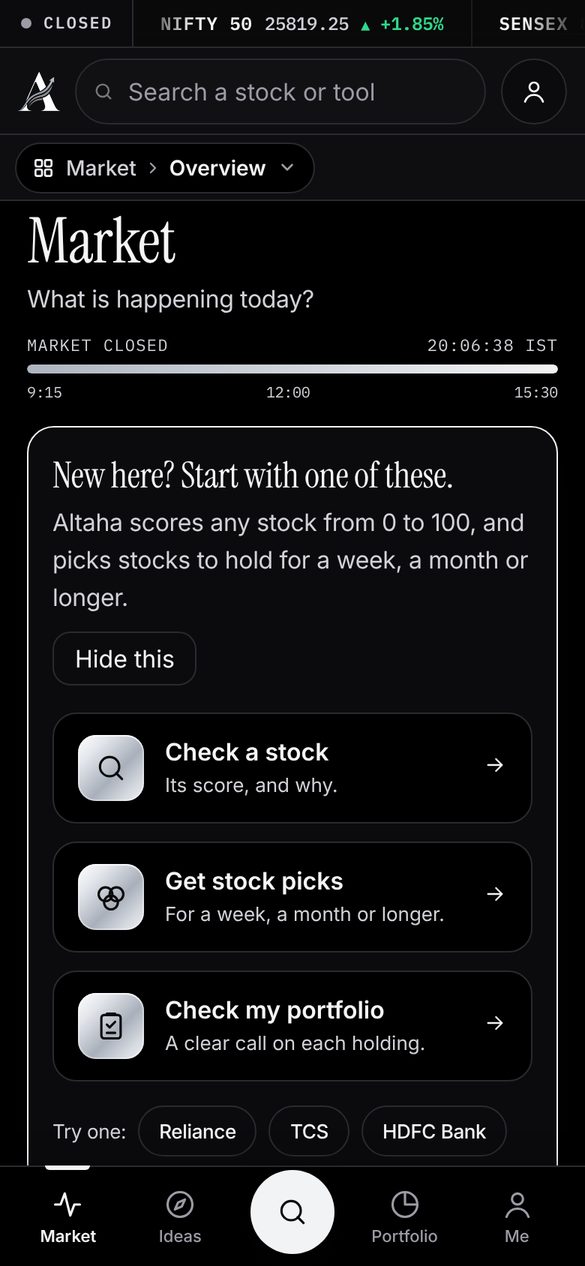 CLOSED
NIFTY 50 25819.25 ▲ +1.85%
SENSEX
Search a stock or tool
Market > Overview
Market
What is happening today?
MARKET CLOSED 20:06:38 IST
9:15 12:00 15:30
New here? Start with one of these.
Altaha scores any stock from 0 to 100, and
picks stocks to hold for a week, a month or
longer.
Hide this
Check a stock
Its score, and why.
Get stock picks
For a week, a month or longer.
Check my portfolio
A clear call on each holding.
Try one: Reliance TCS HDFC Bank
Market Ideas Portfolio Me